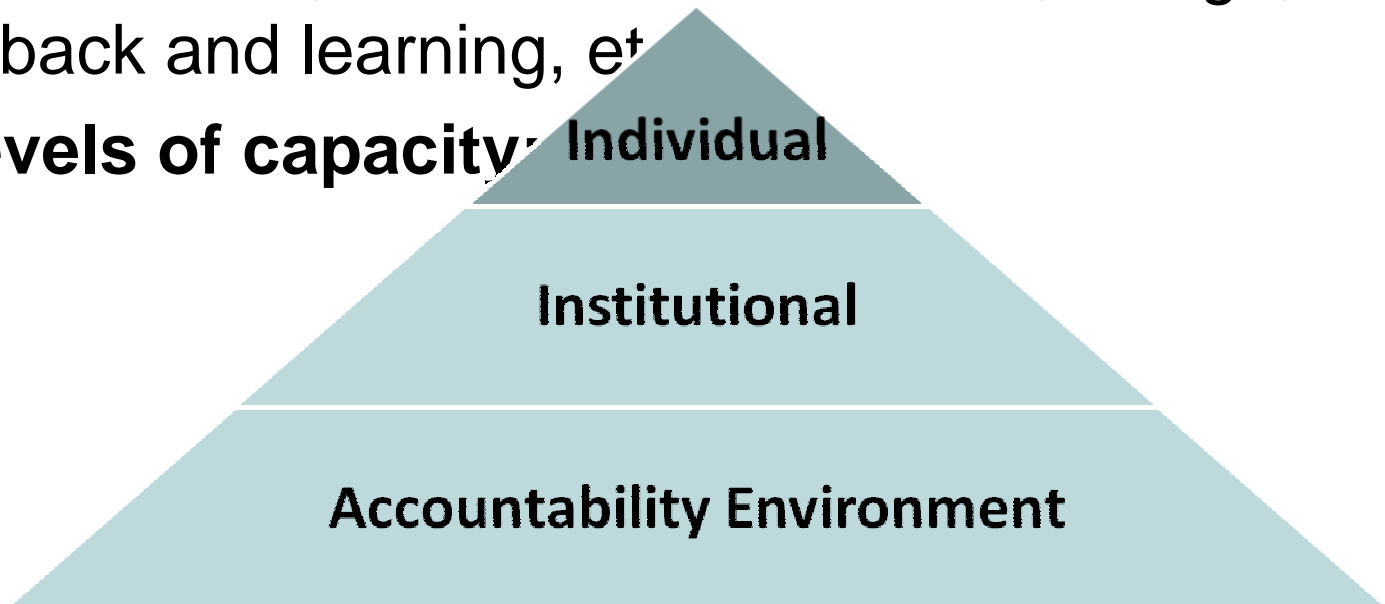 back and learning, et
vels of capacity:
Individual
Institutional
Accountability Environment